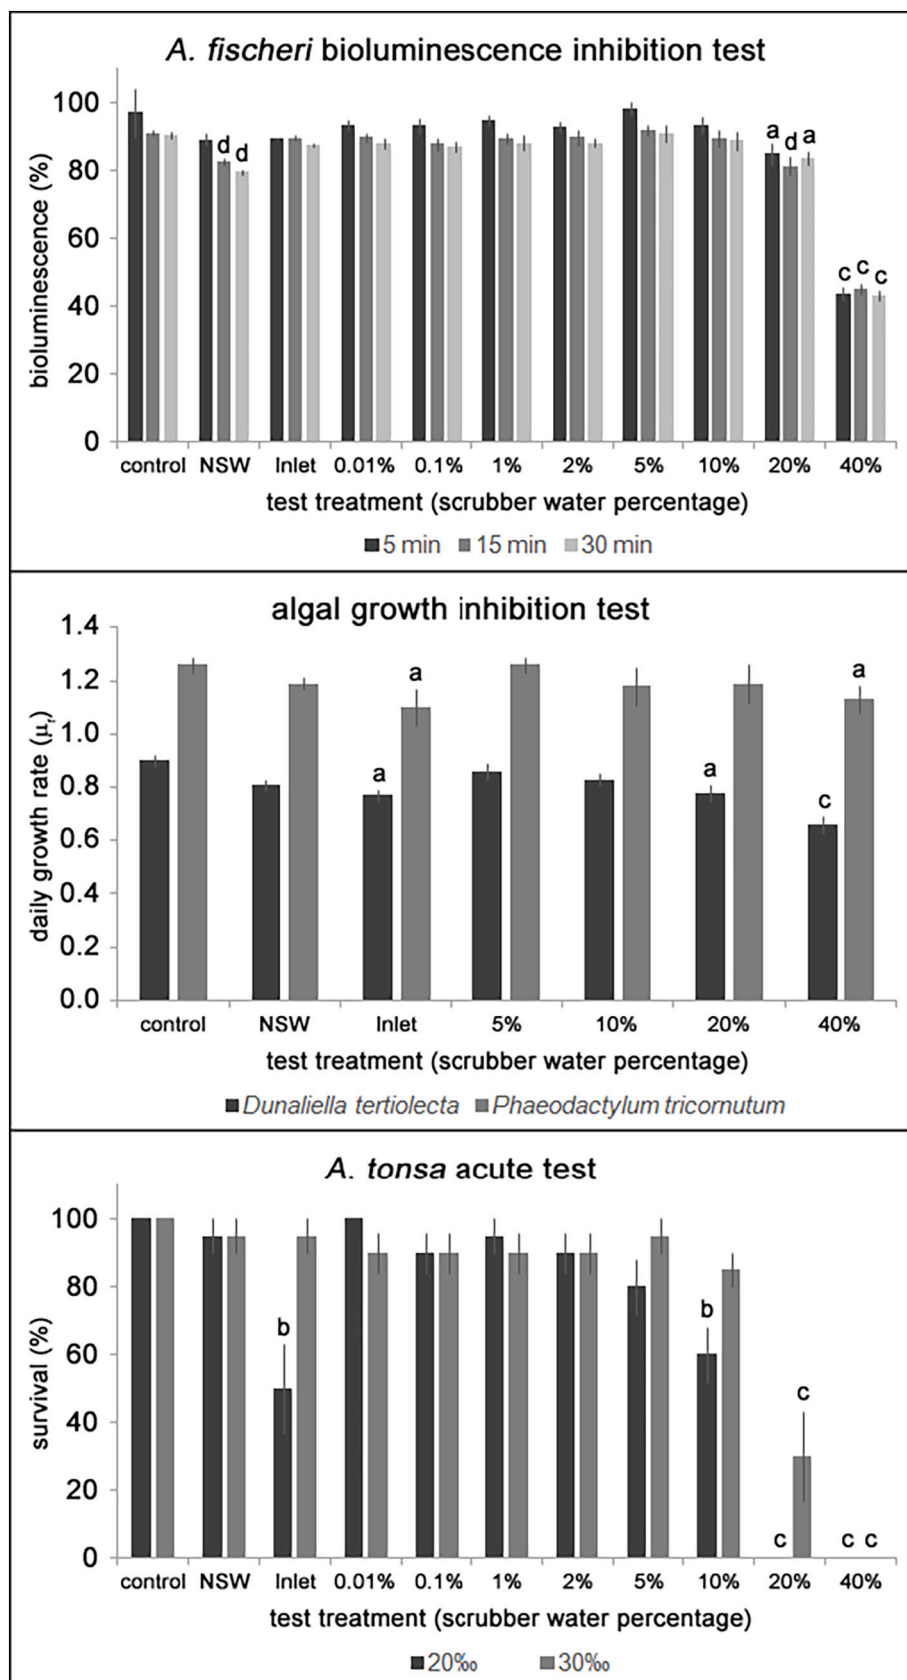 A. fischeri bioluminescence inhibition test
bioluminescence (%)
100
80
60
40
20
0
d
d
a
d
a
c
c
c
control NSW Inlet 0.01% 0.1% 1% 2% 5% 10% 20% 40%
test treatment (scrubber water percentage)
5 min 15 min 30 min
algal growth inhibition test
daily growth rate (μr)
1.4
1.2
1.0
0.8
0.6
0.4
0.2
0.0
a
a
a
a
c
control NSW Inlet 5% 10% 20% 40%
test treatment (scrubber water percentage)
Dunaliella tertiolecta Phaeodactylum tricornutum
A. tonsa acute test
survival (%)
100
80
60
40
20
0
b
b
c
c
c c
control NSW Inlet 0.01% 0.1% 1% 2% 5% 10% 20% 40%
test treatment (scrubber water percentage)
20‰ 30‰